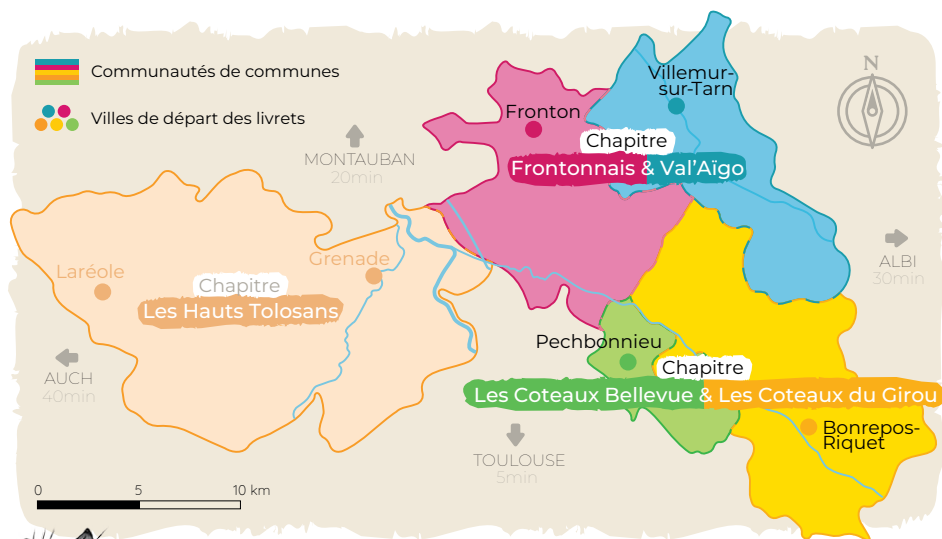 Communautés de communes
Villes de départ des livrets
N
MONTAUBAN
20min
Villemur-
sur-Tarn
Fronton
Chapitre
Frontonnais & Val’Aïgo
ALBI
30min
Laréole
Grenade
Chapitre
Les Hauts Tolosans
AUCH
40min
Pechbonnieu
Chapitre
Les Coteaux Bellevue & Les Coteaux du Girou
Bonrepos-
Riquet
TOULOUSE
5min
0 5 10 km